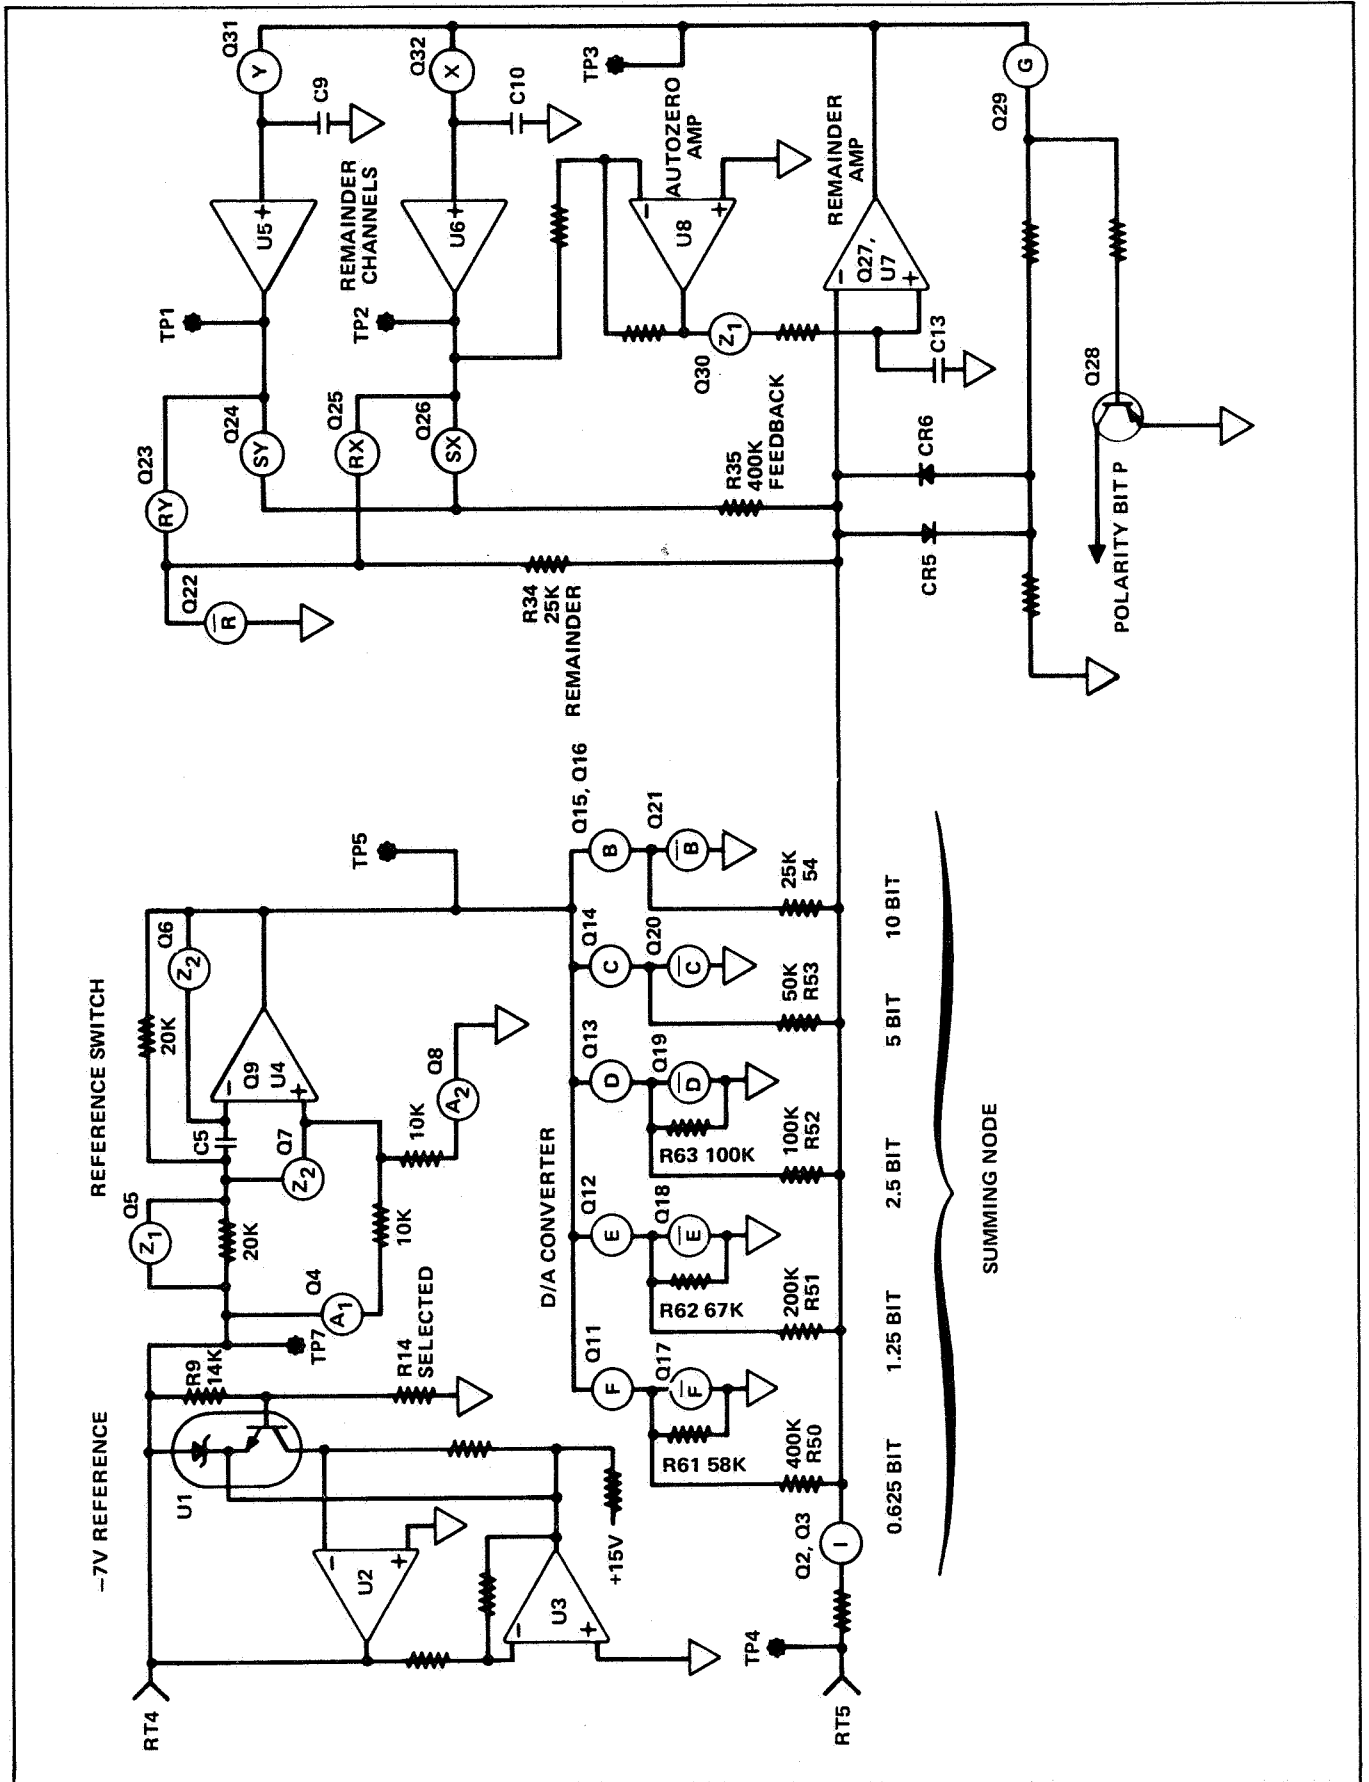 -7V REFERENCE
REFERENCE SWITCH
RT4
U1
R9
14K
TP7
R14
SELECTED
U2
-
+
U3
-
+
+15V
Q5
Z1
20K
Q4
A1
10K
Q7
Z2
C5
20K
Q6
Z2
Q9
U4
-
+
10K
Q8
A2
TP5
D/A CONVERTER
Q11
F
Q12
E
Q13
D
Q14
C
Q15, Q16
B
Q17
F
Q18
E
Q19
D
Q20
C
Q21
B
R61 58K
R62 67K
R63 100K
400K
R50
200K
R51
100K
R52
50K
R53
25K
54
TP4
RT5
Q2, Q3
I
0.625 BIT
1.25 BIT
2.5 BIT
5 BIT
10 BIT
SUMMING NODE
Q22
R
Q23
RY
Q24
SY
Q25
RX
Q26
SX
TP1
TP2
U5
+
U6
+
REMAINDER
CHANNELS
Q31
Y
Q32
X
C9
C10
TP3
R34
25K
REMAINDER
R35
400K
FEEDBACK
Q30
Z1
U8
-
+
AUTOZERO
AMP
REMAINDER
AMP
Q27,
U7
-
+
C13
CR5
CR6
Q28
POLARITY BIT P
Q29
G